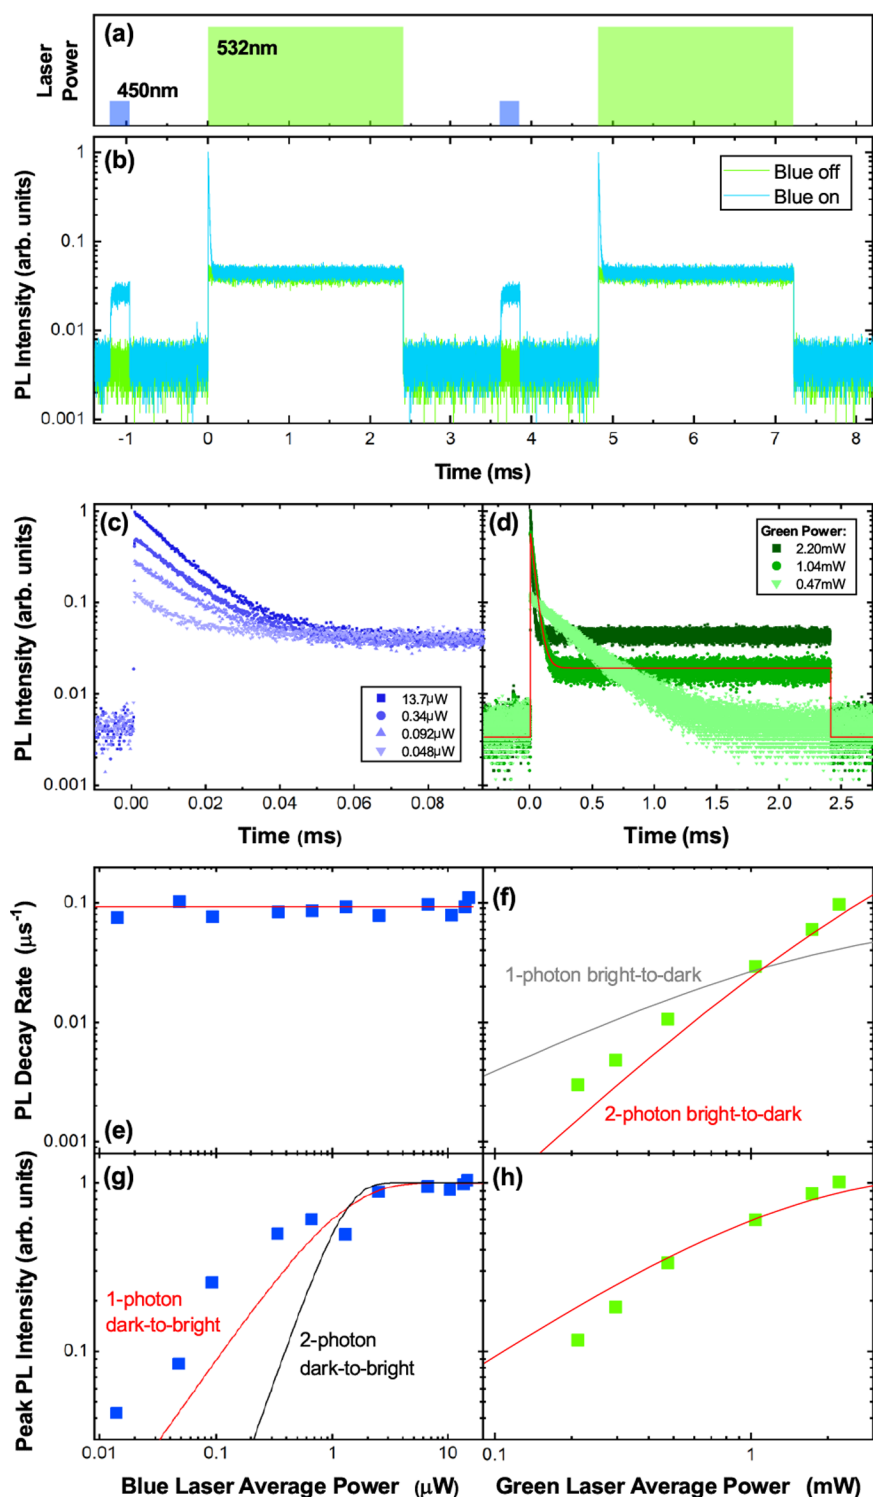 (a)
532nm
450nm
Laser
Power
(b)
Blue off
Blue on
PL Intensity (arb. units)
1
0.1
0.01
0.001
-1 0 1 2 3 4 5 6 7 8
Time (ms)
(c)
PL Intensity (arb. units)
1
0.1
0.01
0.001
13.7μW
0.34μW
0.092μW
0.048μW
0.00 0.02 0.04 0.06 0.08
Time (ms)
(d)
Green Power:
2.20mW
1.04mW
0.47mW
0.0 0.5 1.0 1.5 2.0 2.5
Time (ms)
PL Decay Rate (μs-1)
0.1
0.01
0.001
(e)
(f)
1-photon bright-to-dark
2-photon bright-to-dark
Peak PL Intensity (arb. units)
1
0.1
(g)
1-photon
dark-to-bright
2-photon
dark-to-bright
0.01 0.1 1 10
Blue Laser Average Power (μW)
(h)
0.1 1
Green Laser Average Power (mW)